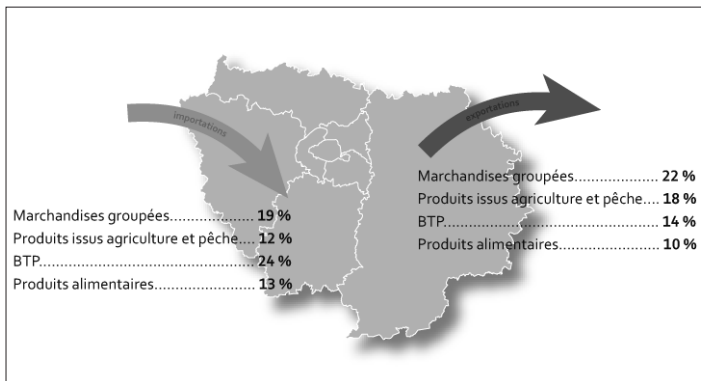 importations
Marchandises groupées.................... 19 %
Produits issus agriculture et pêche.... 12 %
BTP.................................................... 24 %
Produits alimentaires........................ 13 %
exportations
Marchandises groupées.................... 22 %
Produits issus agriculture et pêche.... 18 %
BTP.................................................... 14 %
Produits alimentaires........................ 10 %